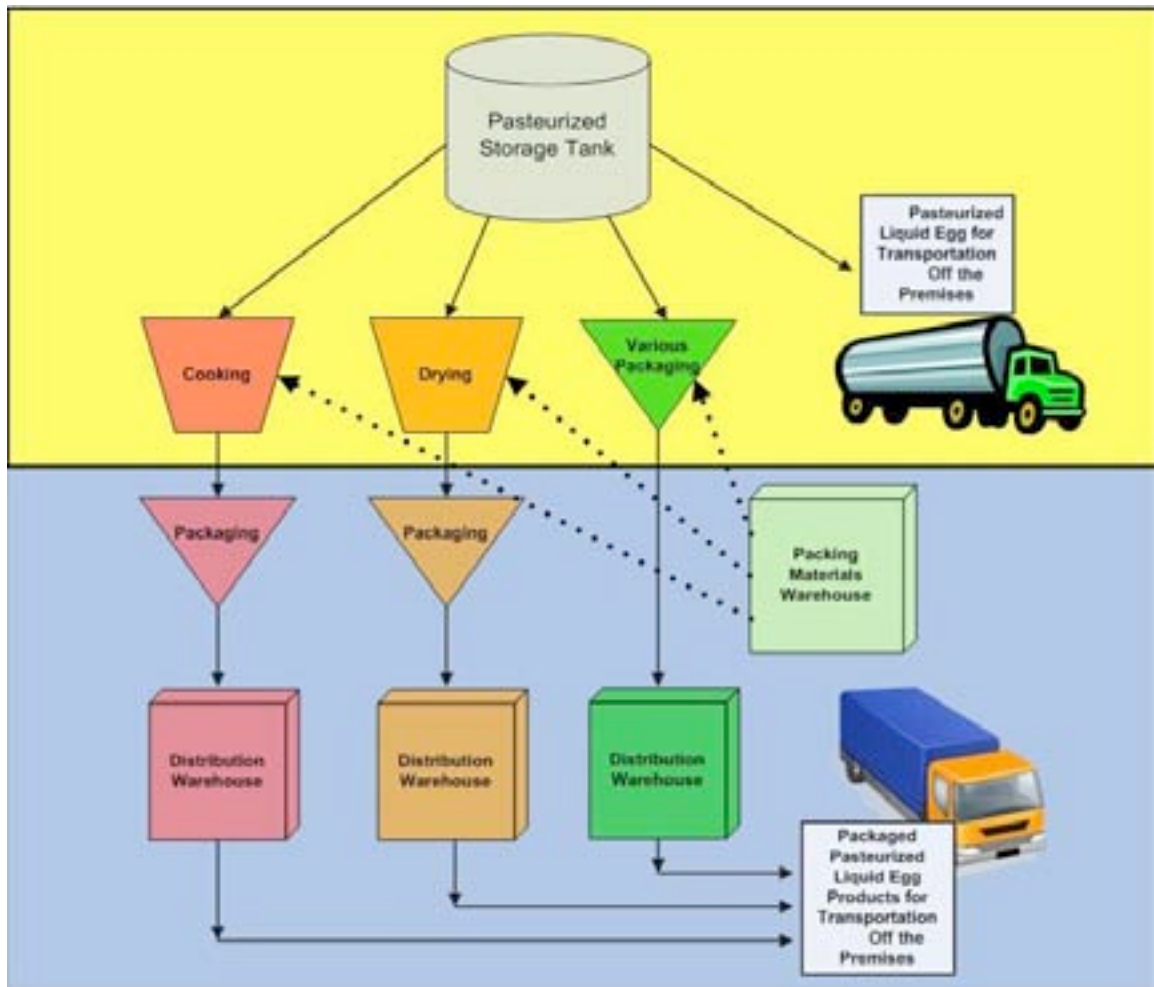 Pasteurized
Storage Tank
Pasteurized
Liquid Egg for
Transportation
Off the
Premises
Cooking
Drying
Various
Packaging
Packaging
Packaging
Packing
Materials
Warehouse
Distribution
Warehouse
Distribution
Warehouse
Distribution
Warehouse
Packaged
Pasteurized
Liquid Egg
Products for
Transportation
Off the
Premises